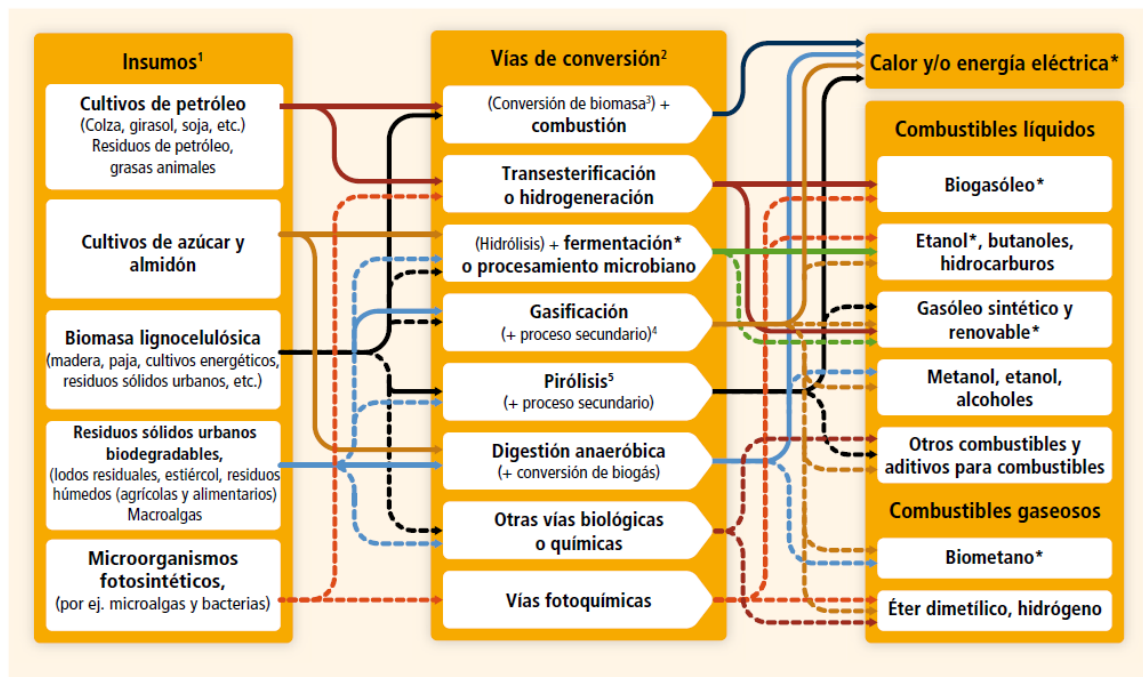 Insumos¹
Cultivos de petróleo
(Colza, girasol, soja, etc.)
Residuos de petróleo,
grasas animales
Cultivos de azúcar y
almidón
Biomasa lignocelulósica
(madera, paja, cultivos energéticos,
residuos sólidos urbanos, etc.)
Residuos sólidos urbanos
biodegradables,
(lodos residuales, estiércol, residuos
húmedos (agrícolas y alimentarios)
Macroalgas
Microorganismos
fotosintéticos,
(por ej. microalgas y bacterias)
Vías de conversión²
(Conversión de biomasa³) +
combustión
Transesterificación
o hidrogeneración
(Hidrólisis) + fermentación*
o procesamiento microbiano
Gasificación
(+ proceso secundario)⁴
Pirólisis⁵
(+ proceso secundario)
Digestión anaeróbica
(+ conversión de biogás)
Otras vías biológicas
o químicas
Vías fotoquímicas
Calor y/o energía eléctrica*
Combustibles líquidos
Biogasóleo*
Etanol*, butanoles,
hidrocarburos
Gasóleo sintético y
renovable*
Metanol, etanol,
alcoholes
Otros combustibles y
aditivos para combustibles
Combustibles gaseosos
Biometano*
Éter dimetílico, hidrógeno